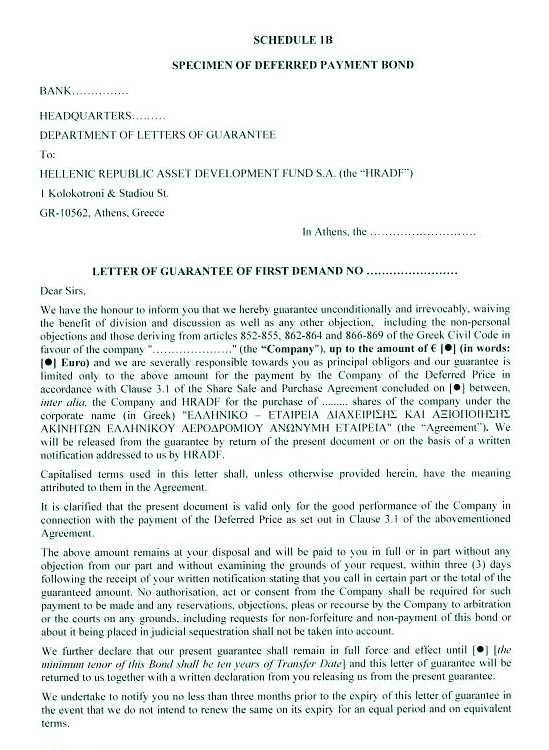 SCHEDULE 1B
SPECIMEN OF DEFERRED PAYMENT BOND
BANK...............
HEADQUARTERS.........
DEPARTMENT OF LETTERS OF GUARANTEE
To:
HELLENIC REPUBLIC ASSET DEVELOPMENT FUND S.A. (the “HRADF”)
1 Kolokotroni & Stadiou St.
GR-10562, Athens, Greece
In Athens, the ............................
LETTER OF GUARANTEE OF FIRST DEMAND NO ........................
Dear Sirs,
We have the honour to inform you that we hereby guarantee unconditionally and irrevocably, waiving
the benefit of division and discussion as well as any other objection, including the non-personal
objections and those deriving from articles 852-855, 862-864 and 866-869 of the Greek Civil Code in
favour of the company "....................." (the “Company”), up to the amount of € [●] (in words:
[●] Euro) and we are severally responsible towards you as principal obligors and our guarantee is
limited only to the above amount for the payment by the Company of the Deferred Price in
accordance with Clause 3.1 of the Share Sale and Purchase Agreement concluded on [●] between,
inter alia, the Company and HRADF for the purchase of ......... shares of the company under the
corporate name (in Greek) "ΕΛΛΗΝΙΚΟ – ΕΤΑΙΡΕΙΑ ΔΙΑΧΕΙΡΙΣΗΣ ΚΑΙ ΑΞΙΟΠΟΙΗΣΗΣ
ΑΚΙΝΗΤΩΝ ΕΛΛΗΝΙΚΟΥ ΑΕΡΟΔΡΟΜΙΟΥ ΑΝΩΝΥΜΗ ΕΤΑΙΡΕΙΑ" (the “Agreement”). We
will be released from the guarantee by return of the present document or on the basis of a written
notification addressed to us by HRADF.
Capitalised terms used in this letter shall, unless otherwise provided herein, have the meaning
attributed to them in the Agreement.
It is clarified that the present document is valid only for the good performance of the Company in
connection with the payment of the Deferred Price as set out in Clause 3.1 of the abovementioned
Agreement.
The above amount remains at your disposal and will be paid to you in full or in part without any
objection from our part and without examining the grounds of your request, within three (3) days
following the receipt of your written notification stating that you call in certain part or the total of the
guaranteed amount. No authorisation, act or consent from the Company shall be required for such
payment to be made and any reservations, objections, pleas or recourse by the Company to arbitration
or the courts on any grounds, including requests for non-forfeiture and non-payment of this bond or
about it being placed in judicial sequestration shall not be taken into account.
We further declare that our present guarantee shall remain in full force and effect until [●] [the
minimum tenor of this Bond shall be ten years of Transfer Date] and this letter of guarantee will be
returned to us together with a written declaration from you releasing us from the present guarantee.
We undertake to notify you no less than three months prior to the expiry of this letter of guarantee in
the event that we do not intend to renew the same on its expiry for an equal period and on equivalent
terms.